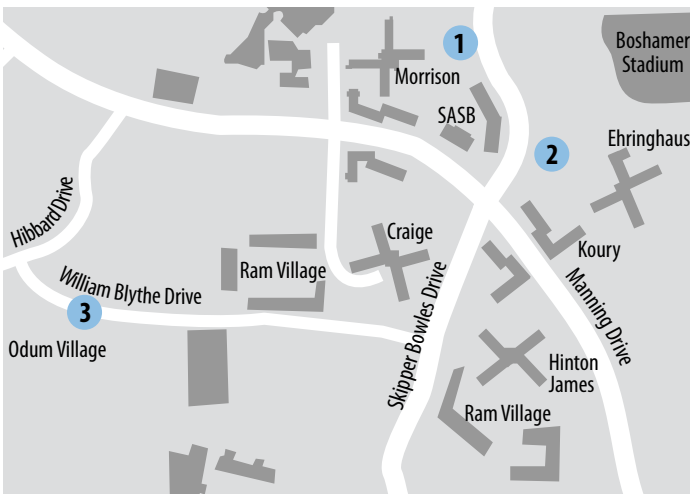 1
Boshamer
Stadium
Morrison
SASB
2
Ehringhaus
Hibbard Drive
Craige
Koury
Ram Village
William Blythe Drive
Skipper Bowles Drive
Manning Drive
3
Odum Village
Hinton
James
Ram Village